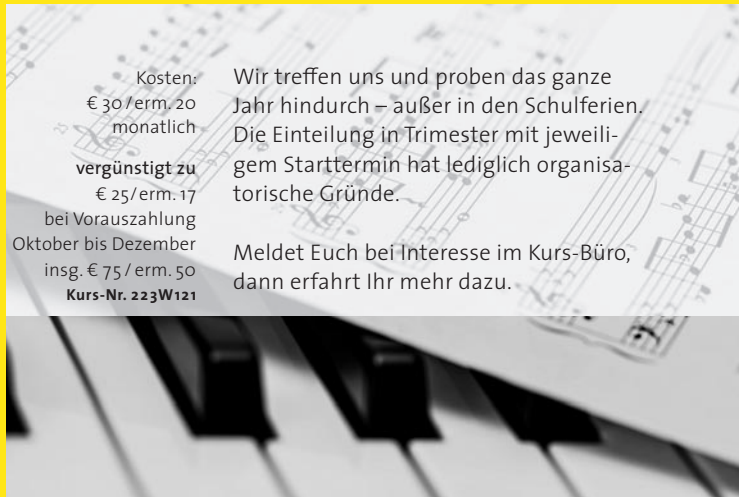 Kosten:
€ 30/erm. 20
monatlich
vergünstigt zu
€ 25/erm. 17
bei Vorauszahlung
Oktober bis Dezember
insg. € 75/erm. 50
Kurs-Nr. 223W121
Wir treffen uns und proben das ganze
Jahr hindurch – außer in den Schulferien.
Die Einteilung in Trimester mit jeweili-
gem Starttermin hat lediglich organisa-
torische Gründe.
Meldet Euch bei Interesse im Kurs-Büro,
dann erfahrt Ihr mehr dazu.